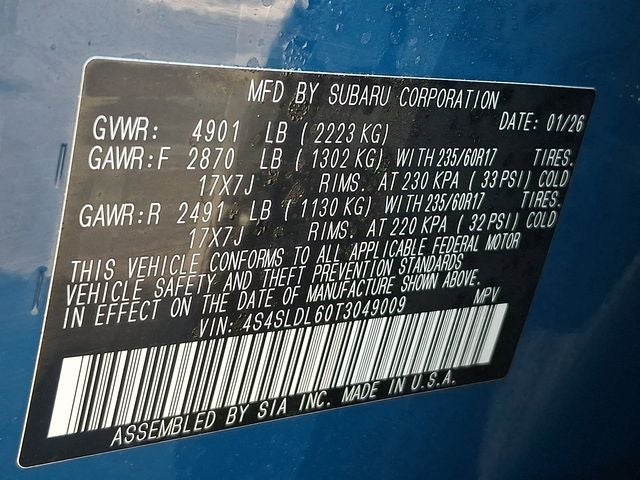 MFD BY SUBARU CORPORATION
DATE: 01/26
GVWR: 4901 LB (2223 KG)
GAWR:F 2870 LB (1302 KG) WITH 235/60R17 TIRES.
17X7J RIMS. AT 230 KPA (33 PSI) COLD
GAWR:R 2491 LB (1130 KG) WITH 235/60R17 TIRES.
17X7J RIMS. AT 220 KPA (32 PSI) COLD
THIS VEHICLE CONFORMS TO ALL APPLICABLE FEDERAL MOTOR
VEHICLE SAFETY AND THEFT PREVENTION STANDARDS
IN EFFECT ON THE DATE OF MANUFACTURE SHOWN ABOVE.
VIN: 4S4SLDL60T3049009 MPV
ASSEMBLED BY SIA INC. MADE IN U.S.A.